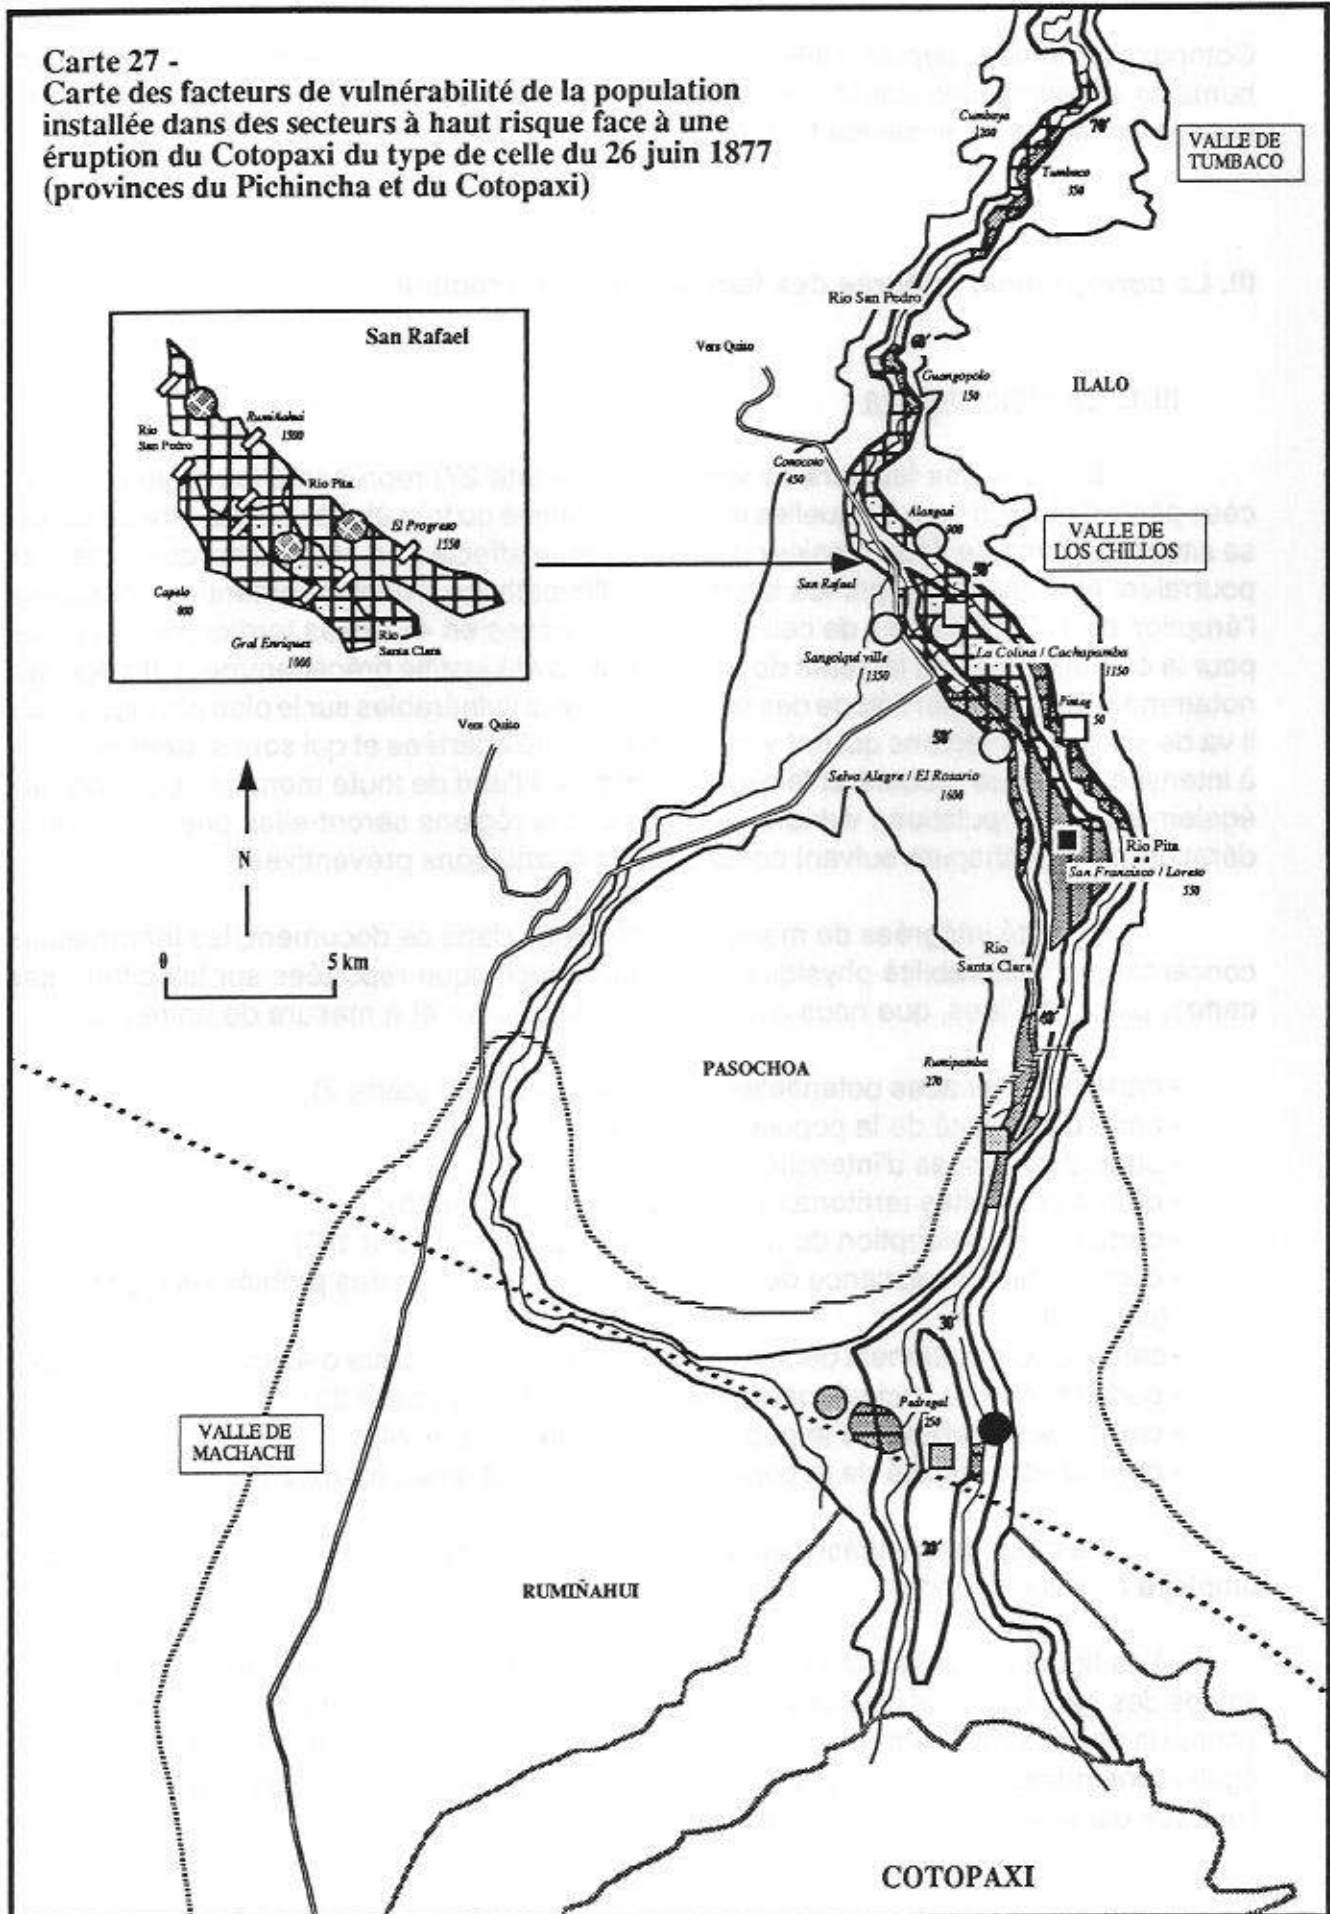 Carte 27 -
Carte des facteurs de vulnérabilité de la population
installée dans des secteurs à haut risque face à une
éruption du Cotopaxi du type de celle du 26 juin 1877
(provinces du Pichincha et du Cotopaxi)
Cumbaya
1200
70'
VALLE DE
TUMBACO
Tumbaco
350
Rio San Pedro
60'
Guangopolo
150
ILALO
Vers Quito
San Rafael
Rumiñahui
1500
Rio
San Pedro
Rio Pita
El Progreso
1550
Capelo
800
Gral Enriquez
1000
Rio
Santa Clara
Conocoto
450
Alangasi
900
VALLE DE
LOS CHILLOS
50'
San Rafael
Sangolqui ville
1350
La Colina / Cachapamba
1150
Pintag
50
50'
Selva Alegre / El Rosario
1600
Vers Quito
N
0
5 km
Rio Pita
San Francisco / Loreto
550
Rio
Santa Clara
40'
PASOCHOA
Rumipamba
270
30'
Pedregal
250
VALLE DE
MACHACHI
20'
RUMIÑAHUI
COTOPAXI